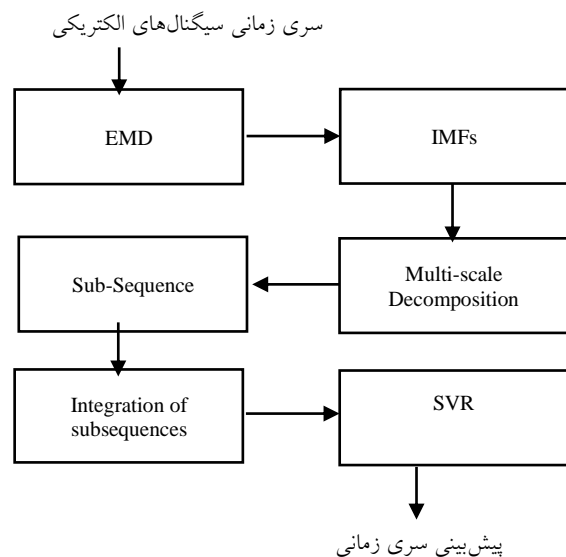 سری زمانی سیگنال‌های الکتریکی
EMD
IMFs
Multi-scale
Decomposition
Sub-Sequence
Integration of
subsequences
SVR
پیش‌بینی سری زمانی